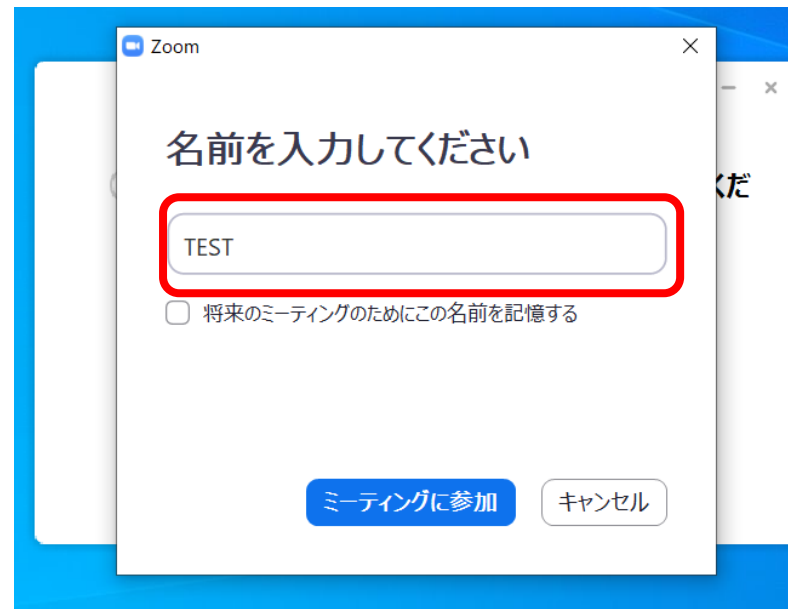 Zoom
名前を入力してください
くだ
TEST
将来のミーティングのためにこの名前を記憶する
ミーティングに参加
キャンセル